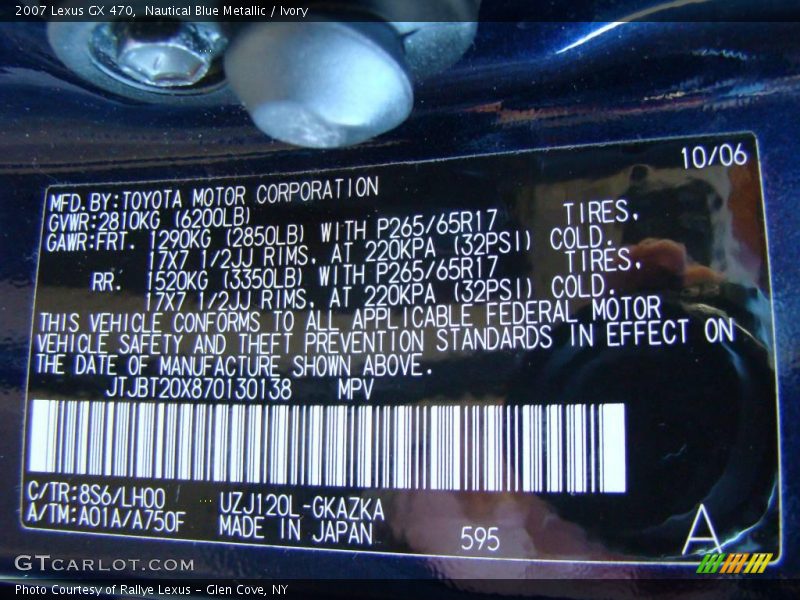 2007 Lexus GX 470, Nautical Blue Metallic / Ivory
10/06
MFD.BY:TOYOTA MOTOR CORPORATION
GVWR:2810KG (6200LB)
GAWR:FRT. 1290KG (2850LB) WITH P265/65R17 TIRES,
17X7 1/2JJ RIMS, AT 220KPA (32PSI) COLD.
RR. 1520KG (3350LB) WITH P265/65R17 TIRES,
17X7 1/2JJ RIMS, AT 220KPA (32PSI) COLD.
THIS VEHICLE CONFORMS TO ALL APPLICABLE FEDERAL MOTOR
VEHICLE SAFETY AND THEFT PREVENTION STANDARDS IN EFFECT ON
THE DATE OF MANUFACTURE SHOWN ABOVE.
JTJBT20X870130138 MPV
C/TR:8S6/LH00 UZJ120L-GKAZKA
A/TM:A01A/A750F MADE IN JAPAN 595
A
GTCARLOT.COM
Photo Courtesy of Rallye Lexus - Glen Cove, NY